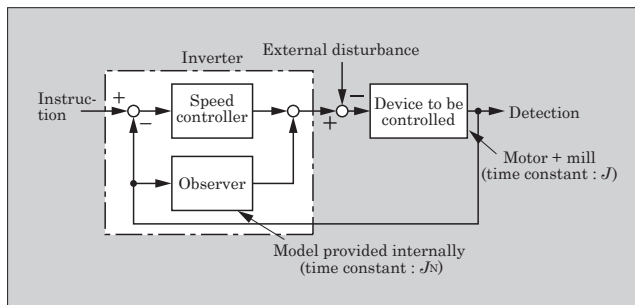 External disturbance
Inverter
Instruc-
tion
+
−
Speed
controller
+
−
Device to be
controlled
Detection
Observer
Motor + mill
(time constant : J)
Model provided internally
(time constant : JN)